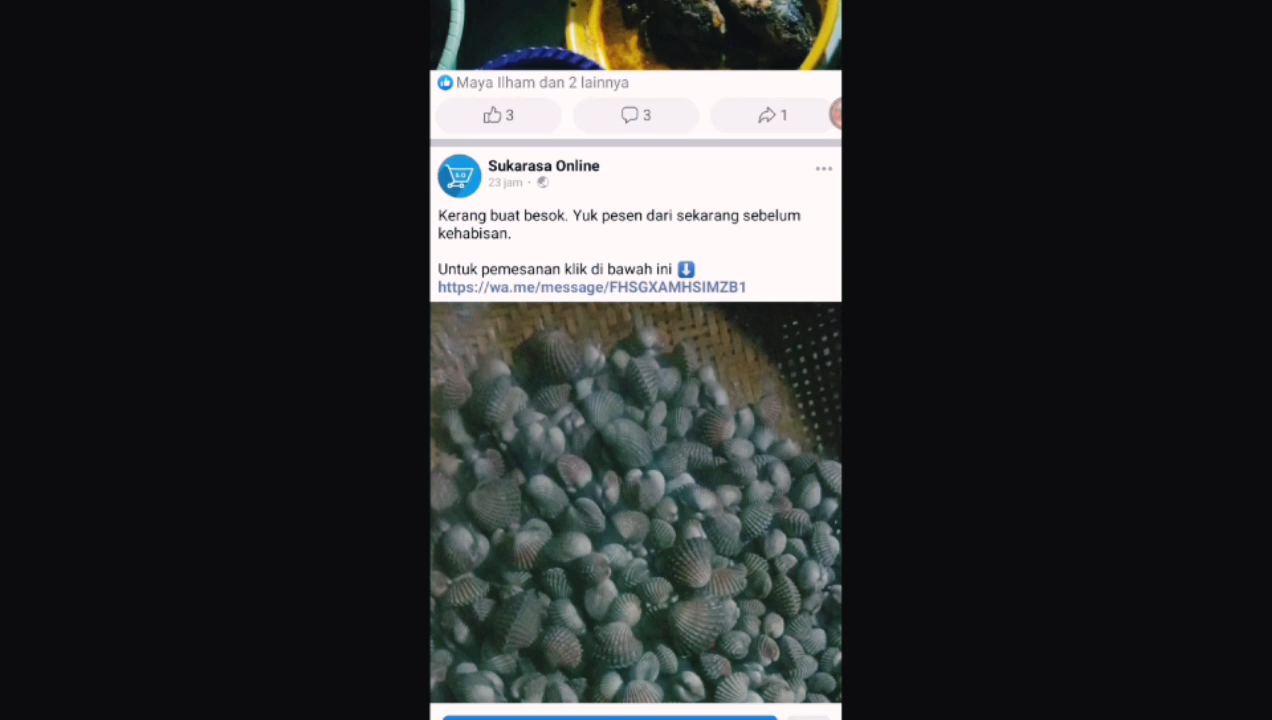 Maya Ilham dan 2 lainnya
3
3
1
Sukarasa Online
23 jam ·
Kerang buat besok. Yuk pesen dari sekarang sebelum
kehabisan.
Untuk pemesanan klik di bawah ini ⬇️
https://wa.me/message/FHSGXAMHSIMZB1